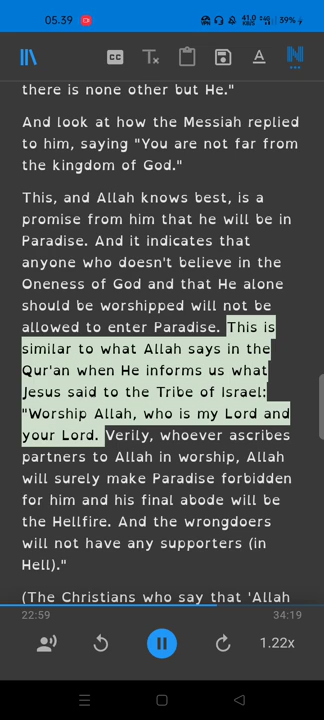 05.39
41.0
39%
CC
there is none other but He."
And look at how the Messiah replied
to him, saying "You are not far from
the kingdom of God."
This, and Allah knows best, is a
promise from him that he will be in
Paradise. And it indicates that
anyone who doesn't believe in the
Oneness of God and that He alone
should be worshipped will not be
allowed to enter Paradise. This is
similar to what Allah says in the
Qur'an when He informs us what
Jesus said to the Tribe of Israel:
"Worship Allah, who is my Lord and
your Lord. Verily, whoever ascribes
partners to Allah in worship, Allah
will surely make Paradise forbidden
for him and his final abode will be
the Hellfire. And the wrongdoers
will not have any supporters (in
Hell)."
(The Christians who say that 'Allah
22:59
34:19
1.22x